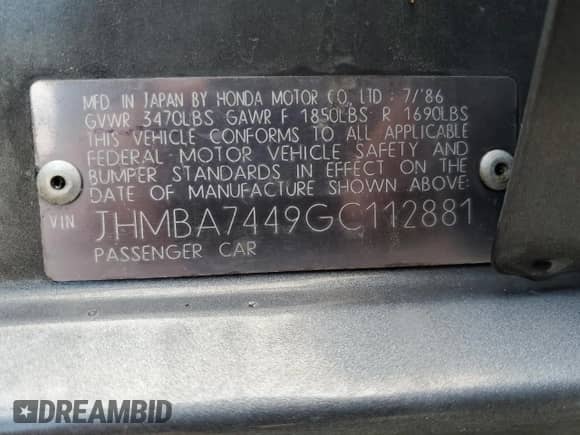 MFD IN JAPAN BY HONDA MOTOR CO, LTD : 7/'86
GVWR 3470LBS GAWR F 1850LBS R 1690LBS
THIS VEHICLE CONFORMS TO ALL APPLICABLE
FEDERAL MOTOR VEHICLE SAFETY AND
BUMPER STANDARDS IN EFFECT ON THE
DATE OF MANUFACTURE SHOWN ABOVE:
VIN JHMBA7449GC112881
PASSENGER CAR
DREAMBID